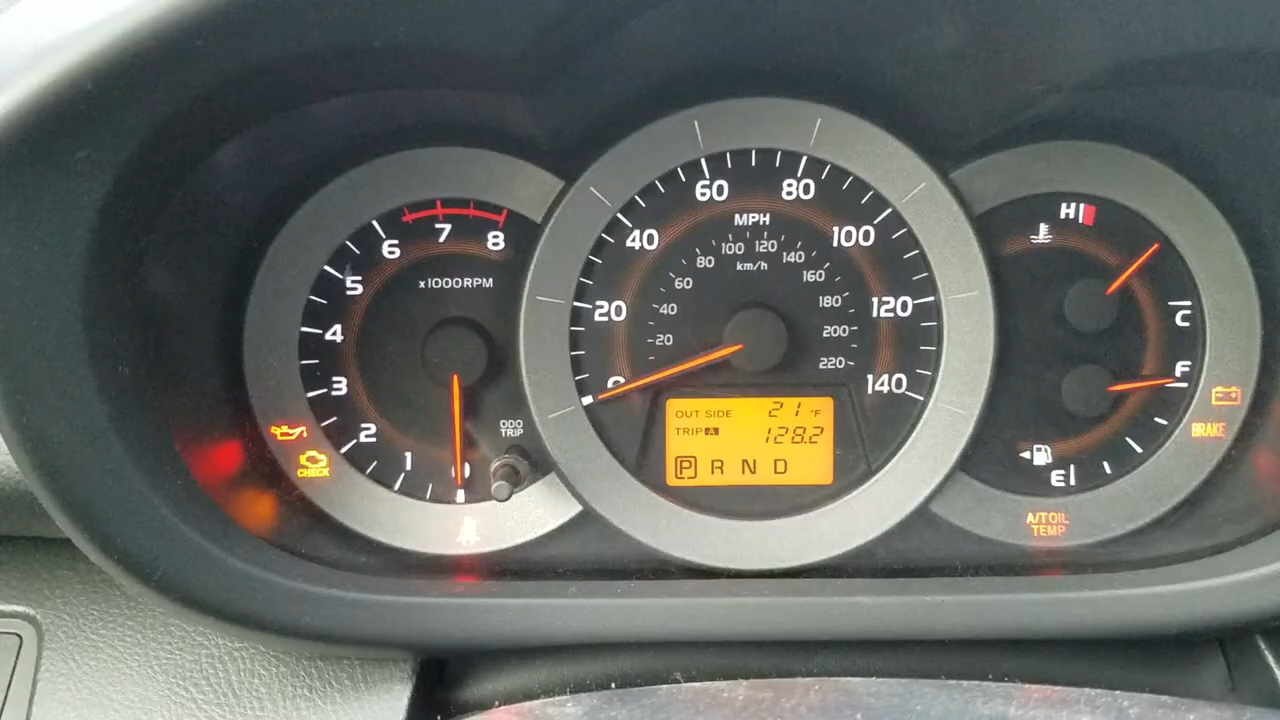 8
7
6
5
4
3
2
1
x1000RPM
ODO
TRIP
CHECK
0
20
40
60
80
100
120
140
MPH
km/h
20
40
60
80
100
120
140
160
180
200
220
OUT SIDE 21°F
TRIP A 128.2
P R N D
H
C
F
E
BRAKE
A/TOIL
TEMP